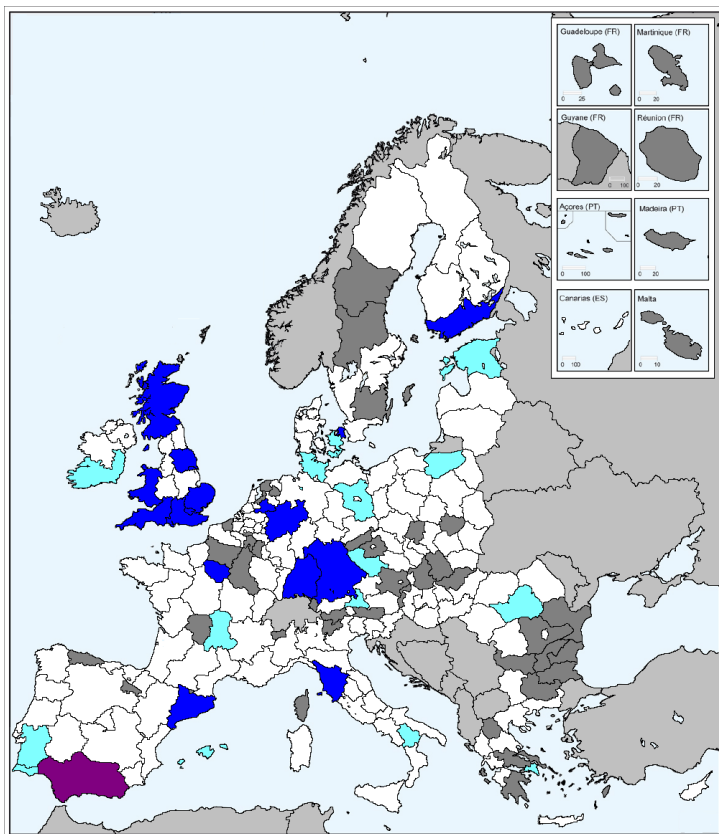 Guadeloupe (FR)
Martinique (FR)
0 25
0 20
Guyane (FR)
Réunion (FR)
0 100
0 20
Açores (PT)
Madeira (PT)
0 100
0 20
Canarias (ES)
Malta
0 100
0 10